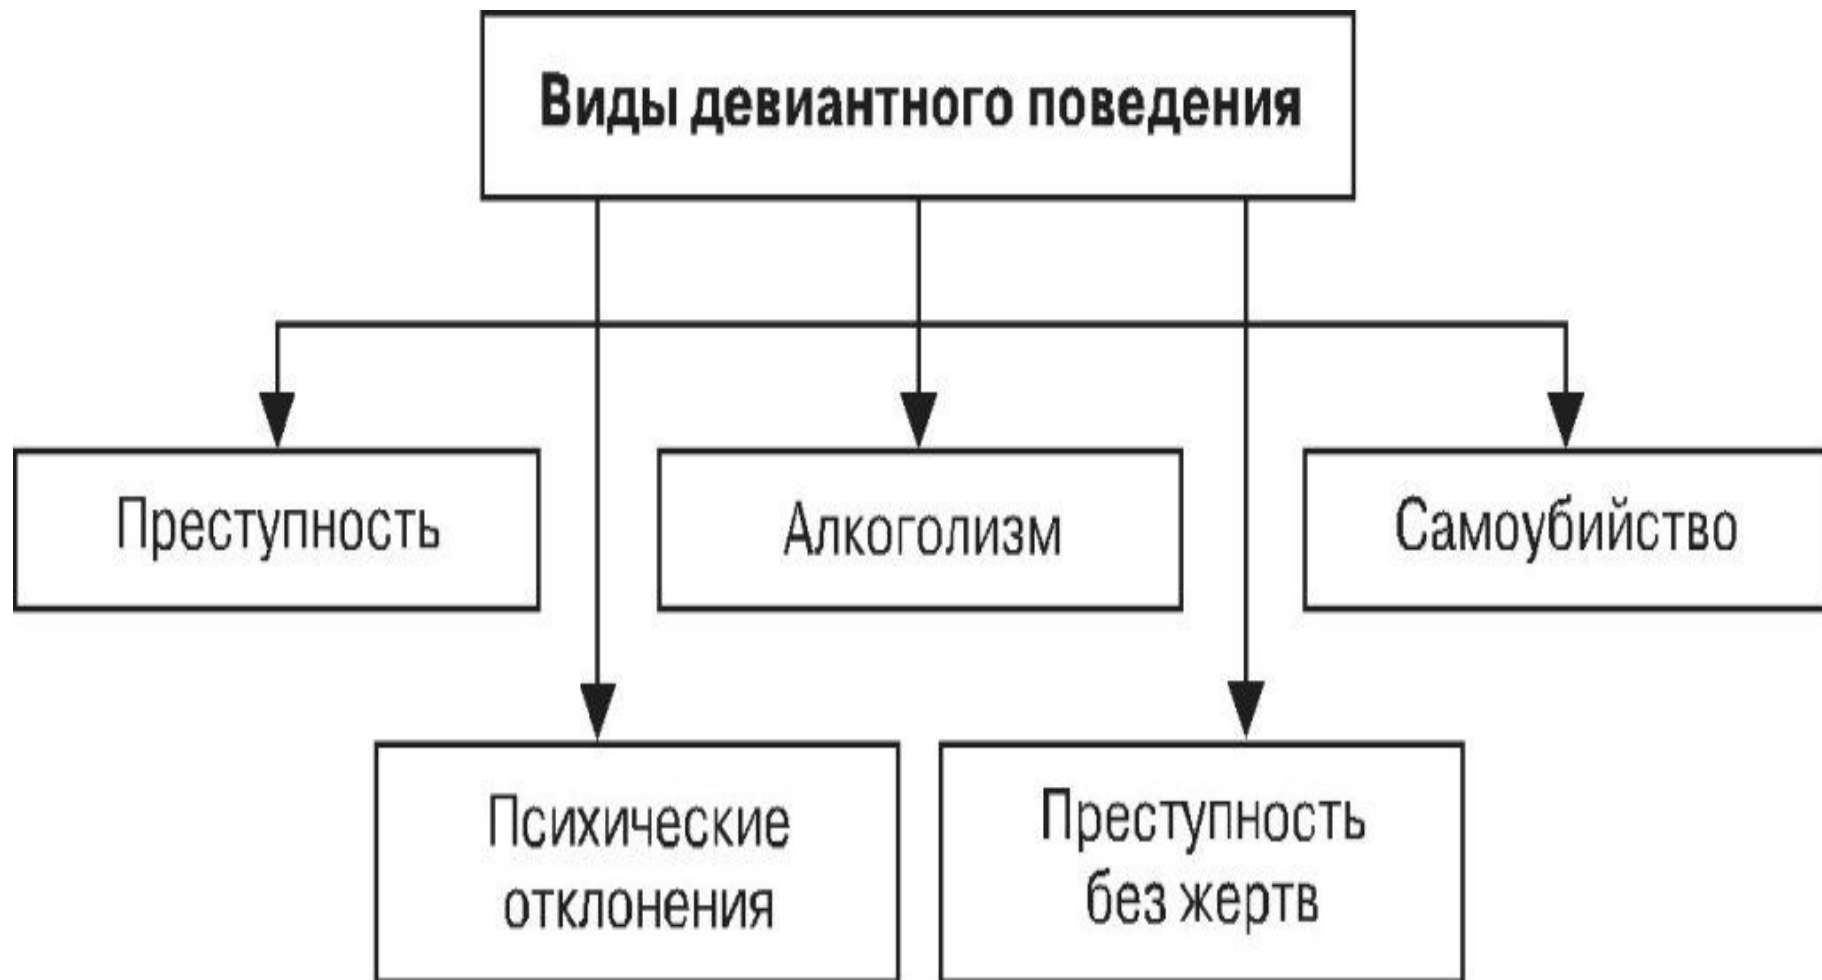 Виды девиантного поведения
Преступность
Алкоголизм
Самоубийство
Психические
отклонения
Преступность
без жертв